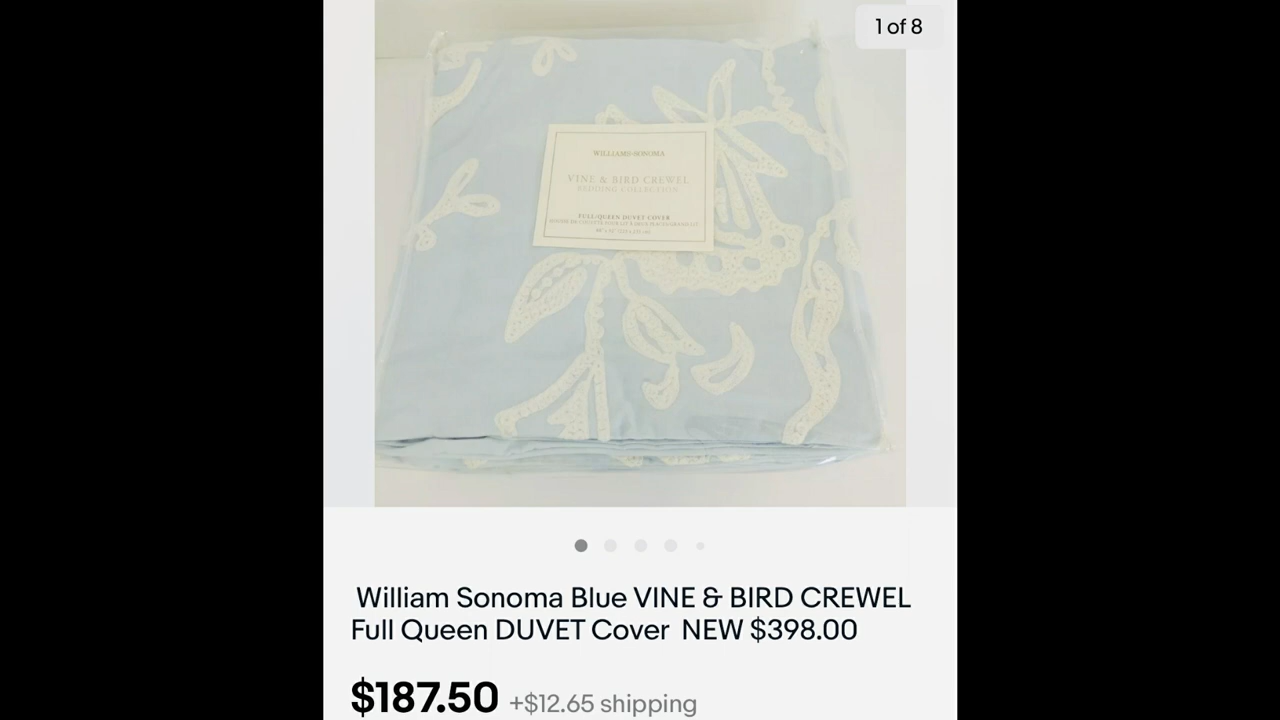 1 of 8
WILLIAMS-SONOMA
VINE & BIRD CREWEL
BEDDING COLLECTION
FULL/QUEEN DUVET COVER
William Sonoma Blue VINE & BIRD CREWEL
Full Queen DUVET Cover NEW $398.00
$187.50 +$12.65 shipping